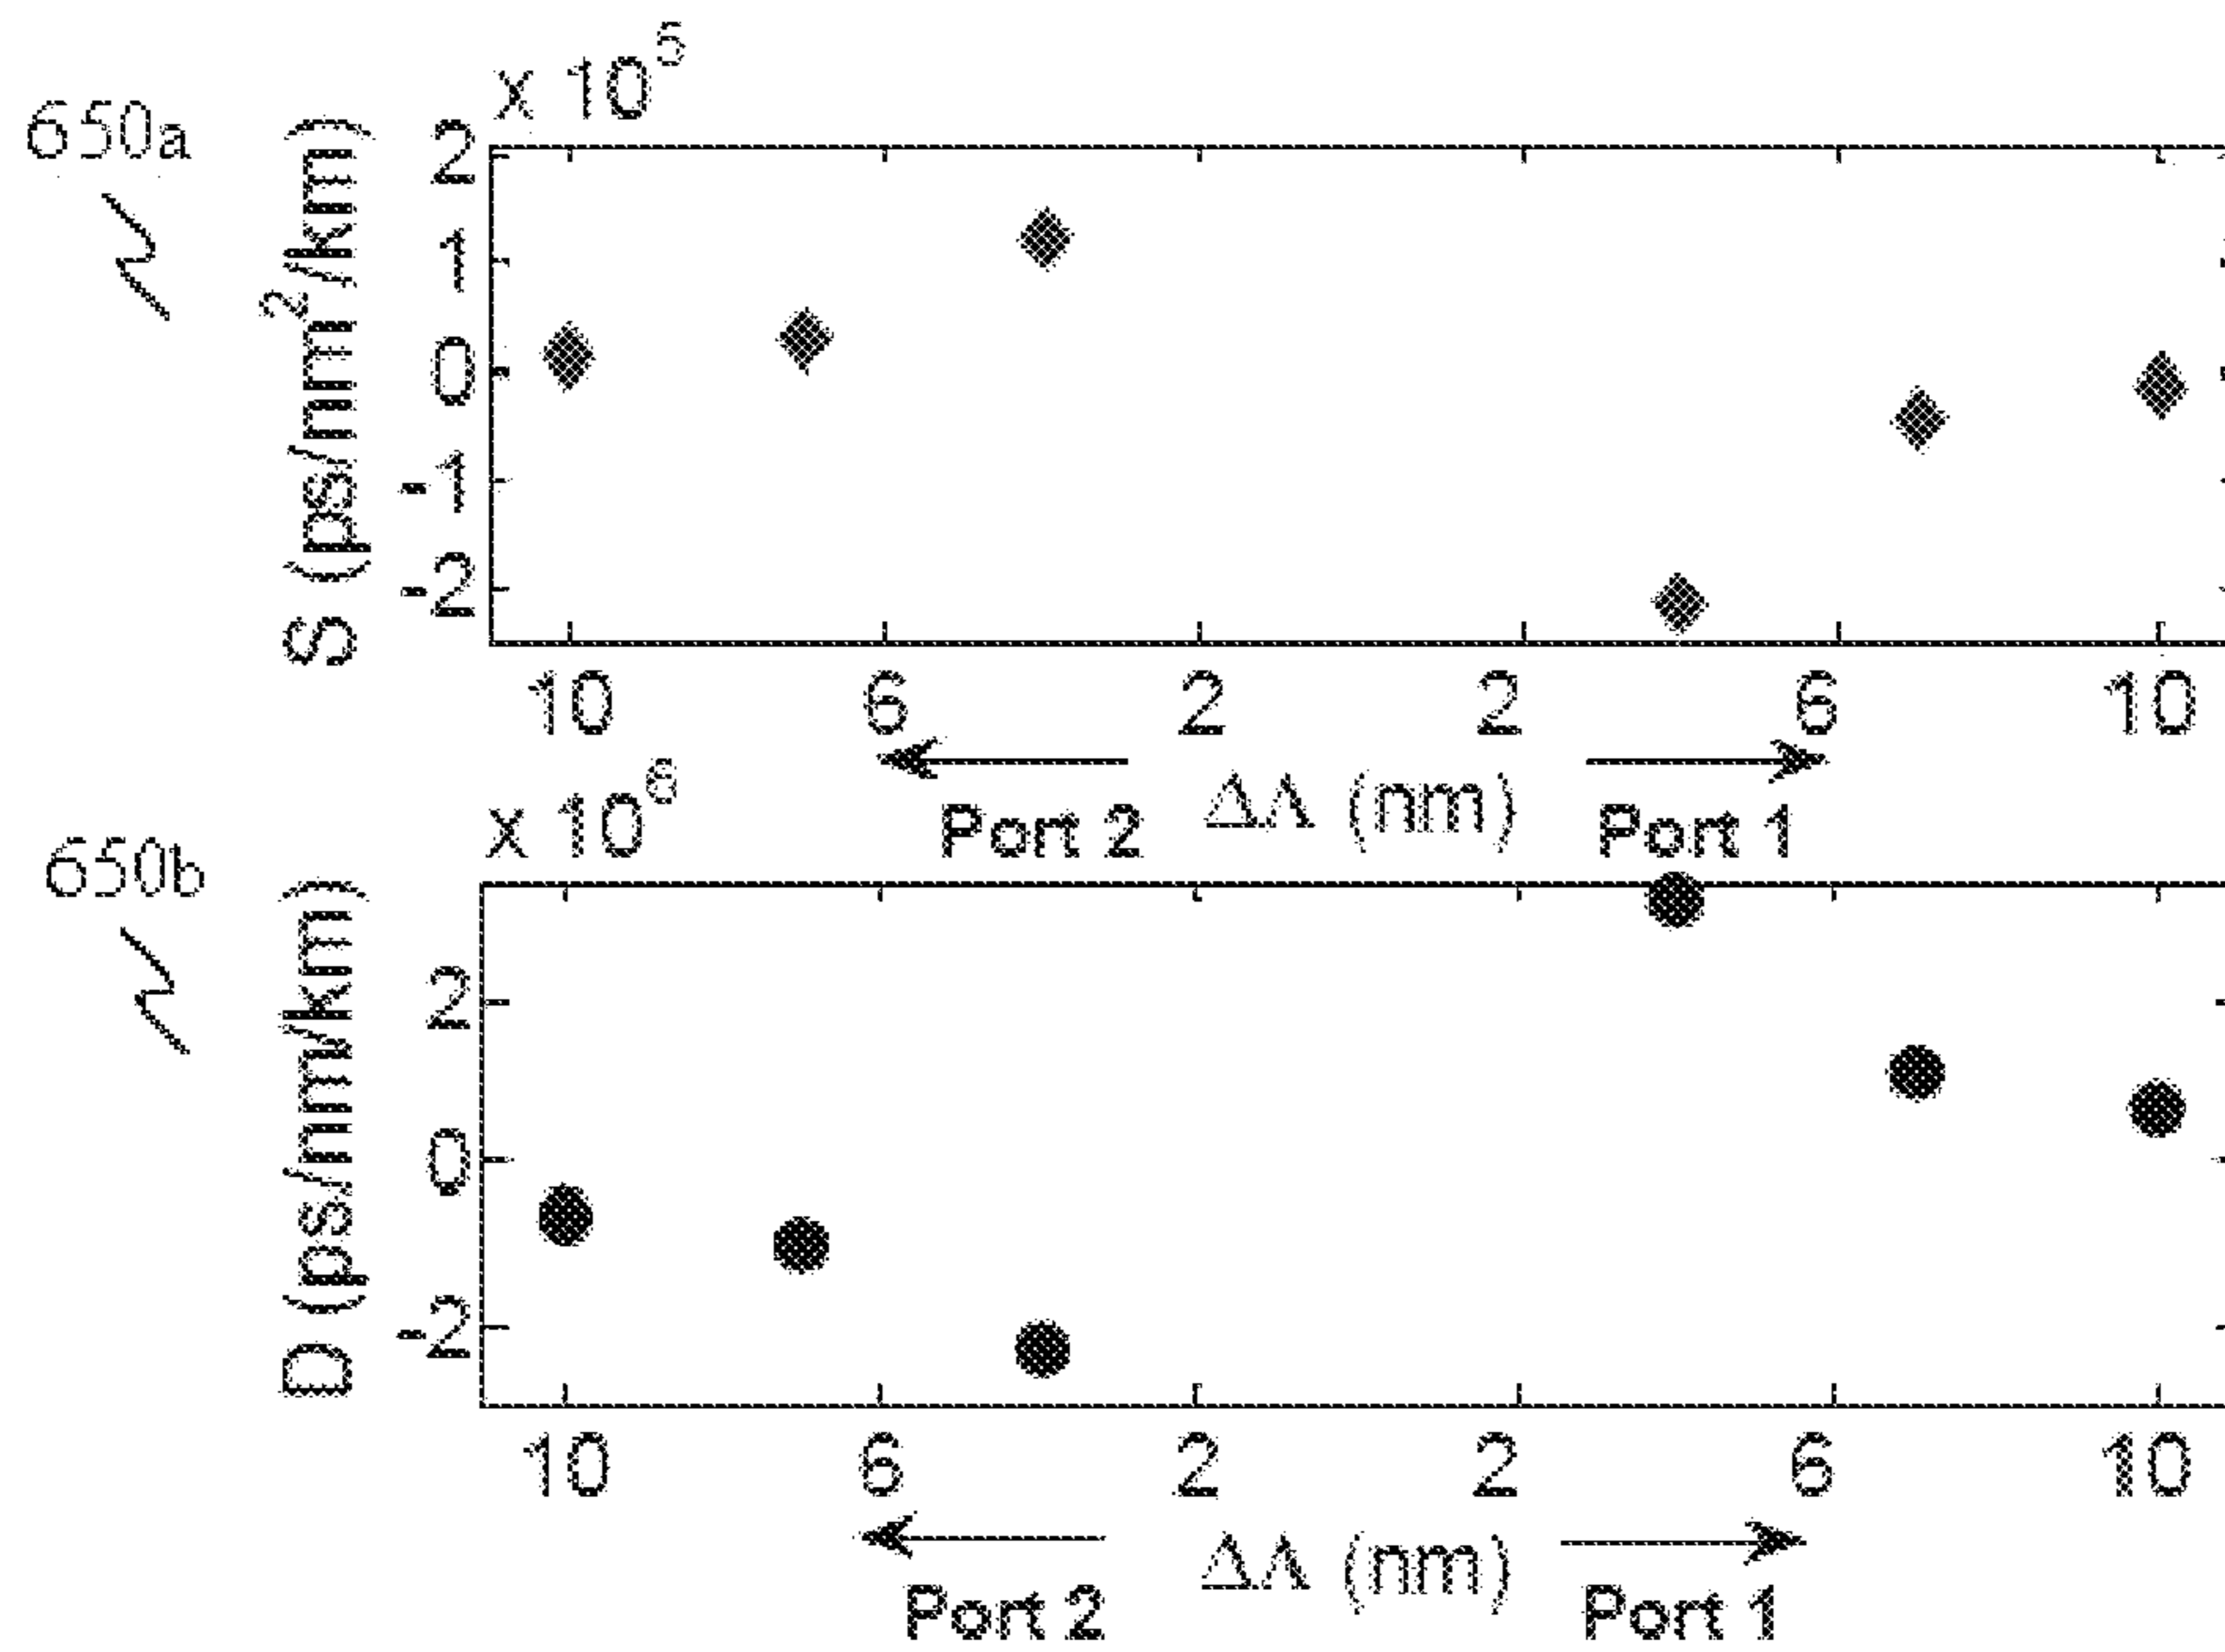 x 10^5
650a
S (ps/nm^2/km)
2
1
0
-1
-2
10 6 2 2 6 10
Port 2 ΔΛ (nm) Port 1
x 10^6
650b
D (ps/nm/km)
2
0
-2
10 6 2 2 6 10
Port 2 ΔΛ (nm) Port 1